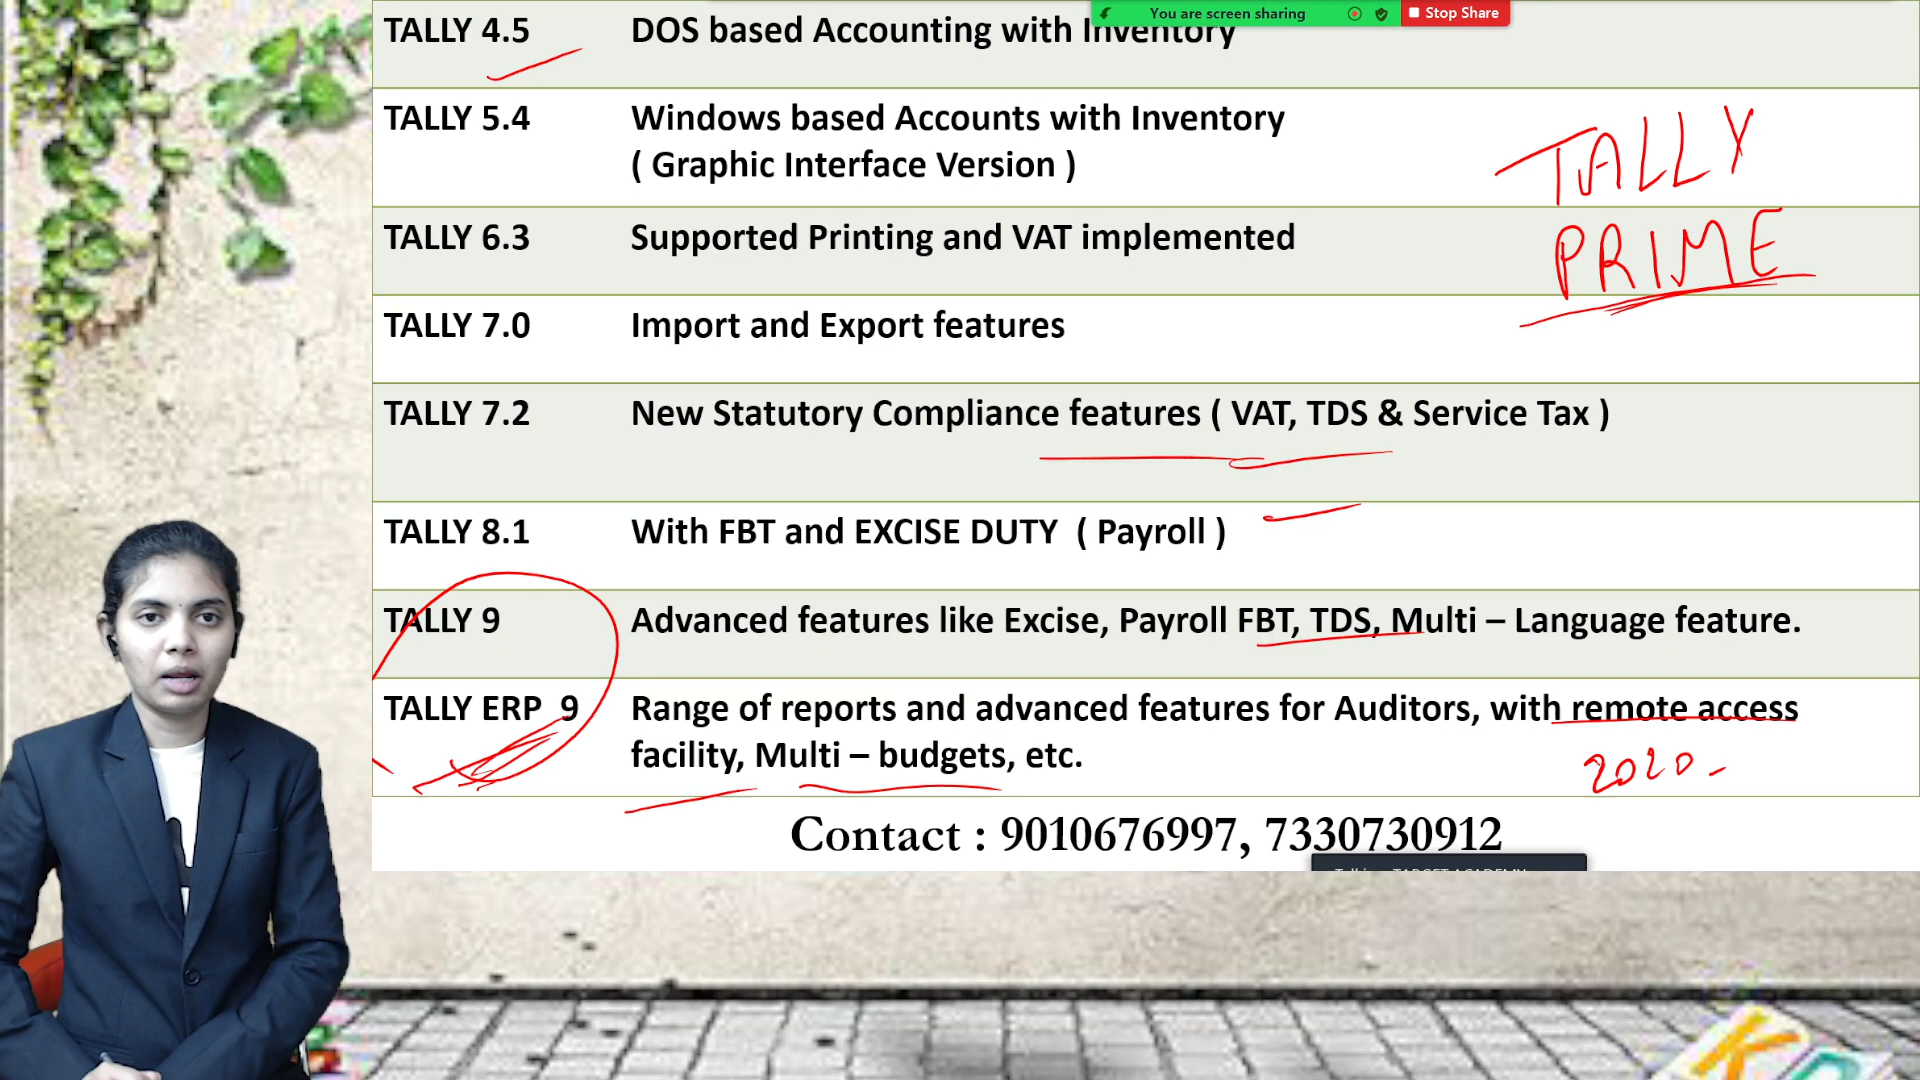 You are screen sharing
Stop Share
TALLY 4.5 DOS based Accounting with Inventory
TALLY 5.4 Windows based Accounts with Inventory
( Graphic Interface Version )
TALLY
TALLY 6.3 Supported Printing and VAT implemented
PRIME
TALLY 7.0 Import and Export features
TALLY 7.2 New Statutory Compliance features ( VAT, TDS & Service Tax )
TALLY 8.1 With FBT and EXCISE DUTY ( Payroll )
TALLY 9 Advanced features like Excise, Payroll FBT, TDS, Multi – Language feature.
TALLY ERP 9 Range of reports and advanced features for Auditors, with remote access
facility, Multi – budgets, etc.
2020
Contact : 9010676997, 7330730912